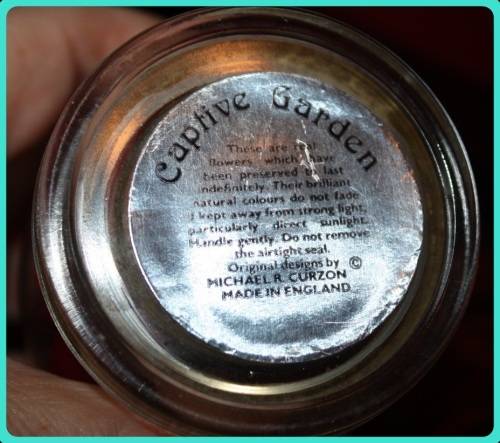 Captive Garden
These are real
flowers which have
been preserved to last
indefinitely. Their brilliant
natural colours do not fade
if kept away from strong light,
particularly direct sunlight.
Handle gently. Do not remove
the airtight seal.
Original designs by ©
MICHAEL R. CURZON
MADE IN ENGLAND